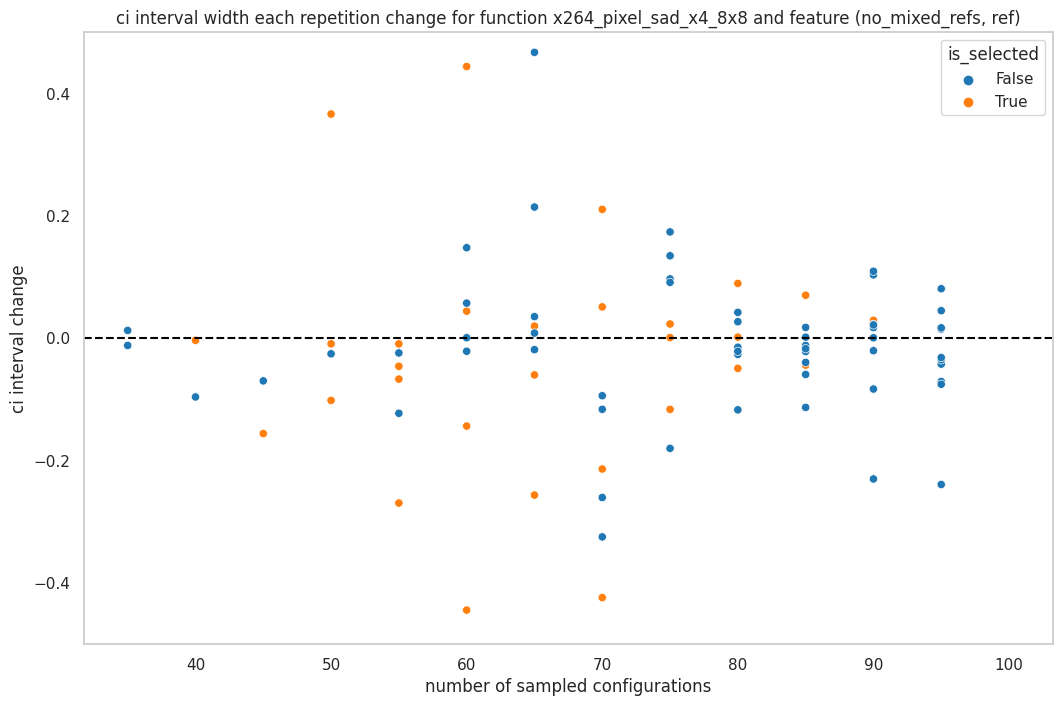 ci interval width each repetition change for function x264_pixel_sad_x4_8x8 and feature (no_mixed_refs, ref)
is_selected
False
True
ci interval change
0.4
0.2
0.0
−0.2
−0.4
40
50
60
70
80
90
100
number of sampled configurations